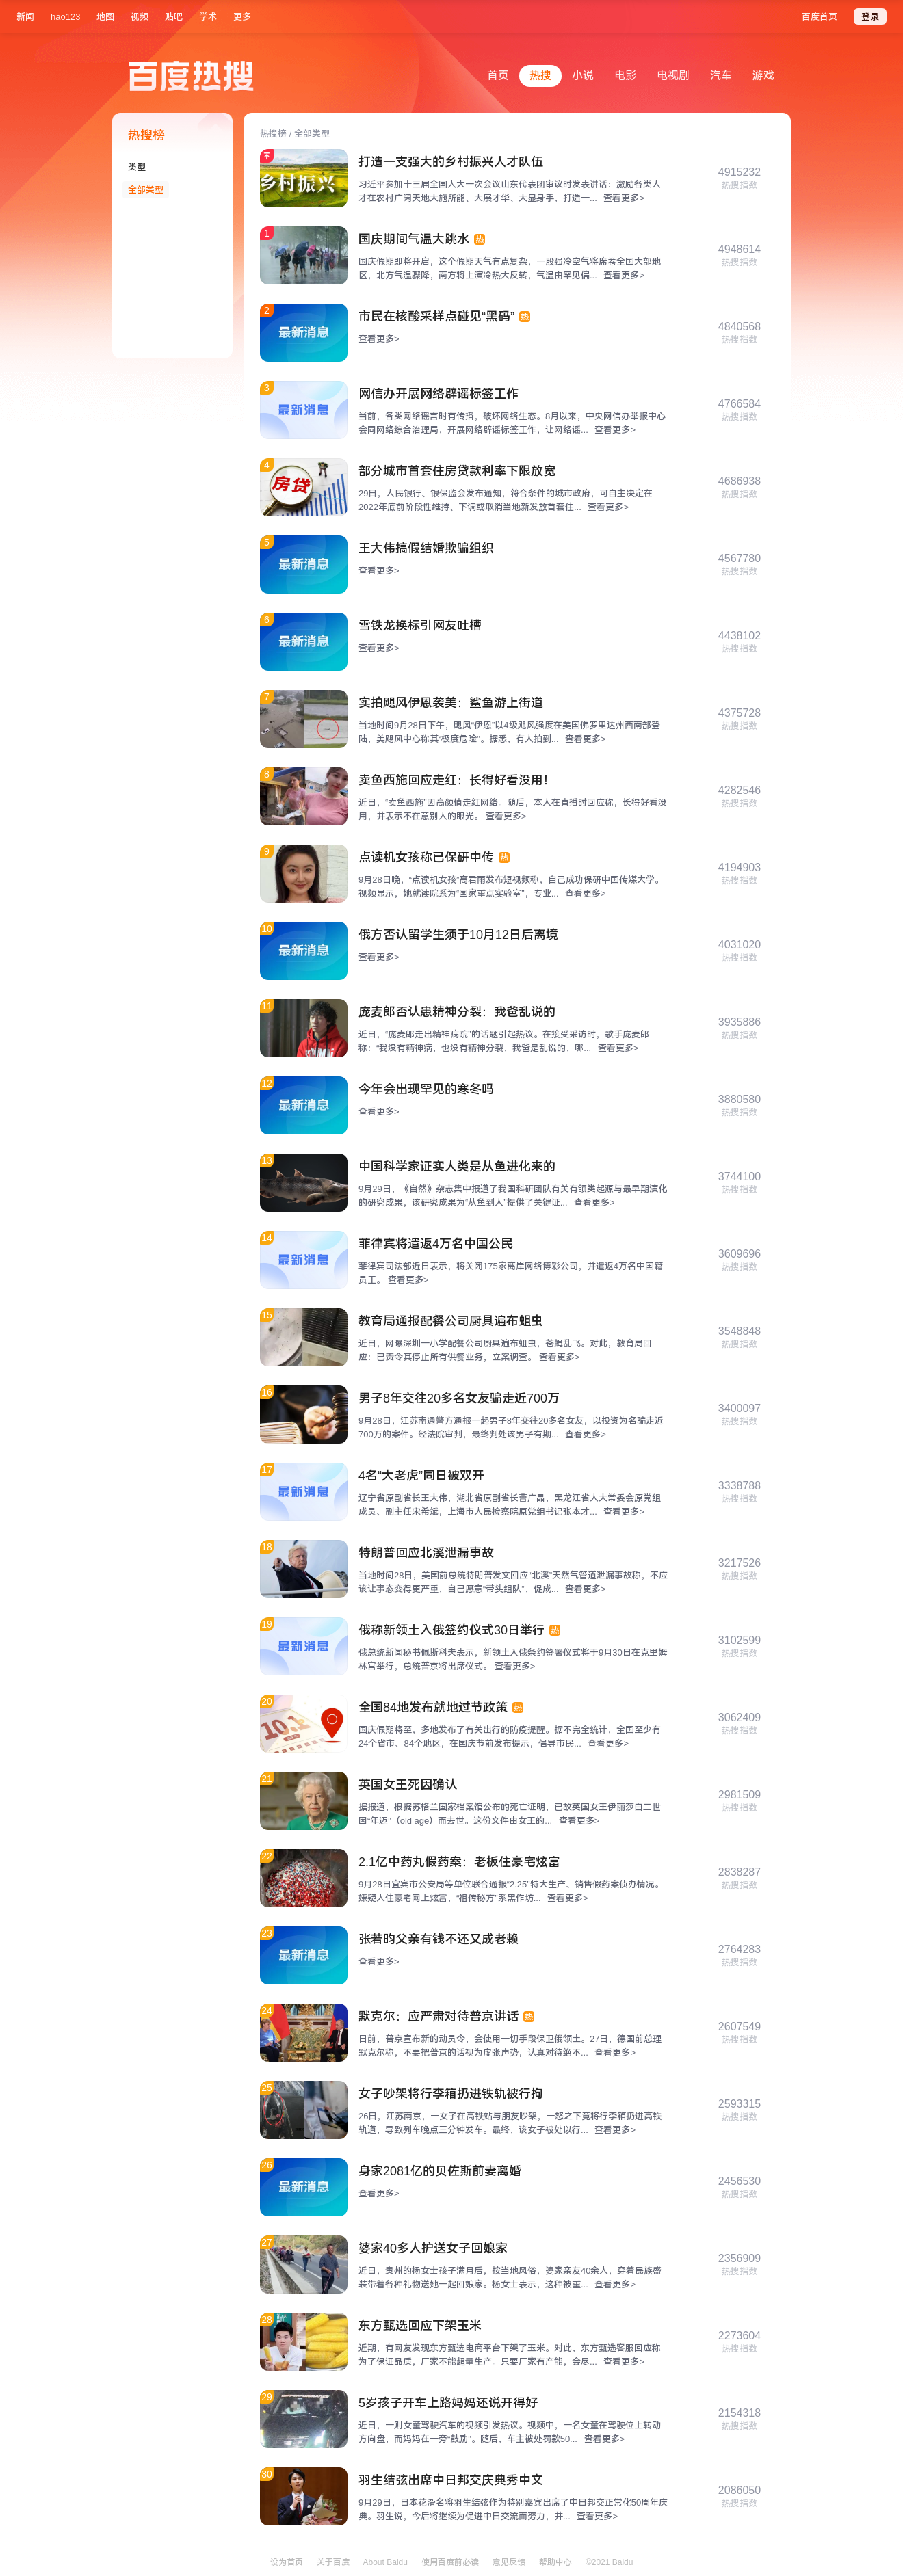 新闻 hao123 地图 视频 贴吧 学术 更多 百度首页 登录
百度热搜
首页 热搜 小说 电影 电视剧 汽车 游戏
热搜榜
类型
全部类型
热搜榜 / 全部类型
乡村振兴
打造一支强大的乡村振兴人才队伍
习近平参加十三届全国人大一次会议山东代表团审议时发表讲话：激励各类人
才在农村广阔天地大施所能、大展才华、大显身手，打造一... 查看更多>
4915232
热搜指数
1
国庆期间气温大跳水 热
国庆假期即将开启，这个假期天气有点复杂，一股强冷空气将席卷全国大部地
区，北方气温骤降，南方将上演冷热大反转，气温由罕见偏... 查看更多>
4948614
热搜指数
2
最新消息
市民在核酸采样点碰见“黑码” 热
查看更多>
4840568
热搜指数
3
最新消息
网信办开展网络辟谣标签工作
当前，各类网络谣言时有传播，破坏网络生态。8月以来，中央网信办举报中心
会同网络综合治理局，开展网络辟谣标签工作，让网络谣... 查看更多>
4766584
热搜指数
4
房贷
部分城市首套住房贷款利率下限放宽
29日，人民银行、银保监会发布通知，符合条件的城市政府，可自主决定在
2022年底前阶段性维持、下调或取消当地新发放首套住... 查看更多>
4686938
热搜指数
5
最新消息
王大伟搞假结婚欺骗组织
查看更多>
4567780
热搜指数
6
最新消息
雪铁龙换标引网友吐槽
查看更多>
4438102
热搜指数
7
实拍飓风伊恩袭美：鲨鱼游上街道
当地时间9月28日下午，飓风“伊恩”以4级飓风强度在美国佛罗里达州西南部登
陆，美飓风中心称其“极度危险”。据悉，有人拍到... 查看更多>
4375728
热搜指数
8
卖鱼西施回应走红：长得好看没用！
近日，“卖鱼西施”因高颜值走红网络。随后，本人在直播时回应称，长得好看没
用，并表示不在意别人的眼光。 查看更多>
4282546
热搜指数
9
点读机女孩称已保研中传 热
9月28日晚，“点读机女孩”高君雨发布短视频称，自己成功保研中国传媒大学。
视频显示，她就读院系为“国家重点实验室”，专业... 查看更多>
4194903
热搜指数
10
最新消息
俄方否认留学生须于10月12日后离境
查看更多>
4031020
热搜指数
11
庞麦郎否认患精神分裂：我爸乱说的
近日，“庞麦郎走出精神病院”的话题引起热议。在接受采访时，歌手庞麦郎
称：“我没有精神病，也没有精神分裂，我爸是乱说的，哪... 查看更多>
3935886
热搜指数
12
最新消息
今年会出现罕见的寒冬吗
查看更多>
3880580
热搜指数
13
中国科学家证实人类是从鱼进化来的
9月29日，《自然》杂志集中报道了我国科研团队有关有颌类起源与最早期演化
的研究成果，该研究成果为“从鱼到人”提供了关键证... 查看更多>
3744100
热搜指数
14
最新消息
菲律宾将遣返4万名中国公民
菲律宾司法部近日表示，将关闭175家离岸网络博彩公司，并遣返4万名中国籍
员工。 查看更多>
3609696
热搜指数
15
教育局通报配餐公司厨具遍布蛆虫
近日，网曝深圳一小学配餐公司厨具遍布蛆虫，苍蝇乱飞。对此，教育局回
应：已责令其停止所有供餐业务，立案调查。 查看更多>
3548848
热搜指数
16
男子8年交往20多名女友骗走近700万
9月28日，江苏南通警方通报一起男子8年交往20多名女友，以投资为名骗走近
700万的案件。经法院审判，最终判处该男子有期... 查看更多>
3400097
热搜指数
17
最新消息
4名“大老虎”同日被双开
辽宁省原副省长王大伟，湖北省原副省长曹广晶，黑龙江省人大常委会原党组
成员、副主任宋希斌，上海市人民检察院原党组书记张本才... 查看更多>
3338788
热搜指数
18
特朗普回应北溪泄漏事故
当地时间28日，美国前总统特朗普发文回应“北溪”天然气管道泄漏事故称，不应
该让事态变得更严重，自己愿意“带头组队”，促成... 查看更多>
3217526
热搜指数
19
最新消息
俄称新领土入俄签约仪式30日举行 热
俄总统新闻秘书佩斯科夫表示，新领土入俄条约签署仪式将于9月30日在克里姆
林宫举行，总统普京将出席仪式。 查看更多>
3102599
热搜指数
20
10.1
全国84地发布就地过节政策 热
国庆假期将至，多地发布了有关出行的防疫提醒。据不完全统计，全国至少有
24个省市、84个地区，在国庆节前发布提示，倡导市民... 查看更多>
3062409
热搜指数
21
英国女王死因确认
据报道，根据苏格兰国家档案馆公布的死亡证明，已故英国女王伊丽莎白二世
因“年迈”（old age）而去世。这份文件由女王的... 查看更多>
2981509
热搜指数
22
2.1亿中药丸假药案：老板住豪宅炫富
9月28日宜宾市公安局等单位联合通报“2.25”特大生产、销售假药案侦办情况。
嫌疑人住豪宅网上炫富，“祖传秘方”系黑作坊... 查看更多>
2838287
热搜指数
23
最新消息
张若昀父亲有钱不还又成老赖
查看更多>
2764283
热搜指数
24
默克尔：应严肃对待普京讲话 热
日前，普京宣布新的动员令，会使用一切手段保卫俄领土。27日，德国前总理
默克尔称，不要把普京的话视为虚张声势，认真对待绝不... 查看更多>
2607549
热搜指数
25
女子吵架将行李箱扔进铁轨被行拘
26日，江苏南京，一女子在高铁站与朋友吵架，一怒之下竟将行李箱扔进高铁
轨道，导致列车晚点三分钟发车。最终，该女子被处以行... 查看更多>
2593315
热搜指数
26
最新消息
身家2081亿的贝佐斯前妻离婚
查看更多>
2456530
热搜指数
27
婆家40多人护送女子回娘家
近日，贵州的杨女士孩子满月后，按当地风俗，婆家亲友40余人，穿着民族盛
装带着各种礼物送她一起回娘家。杨女士表示，这种被重... 查看更多>
2356909
热搜指数
28
东方甄选回应下架玉米
近期，有网友发现东方甄选电商平台下架了玉米。对此，东方甄选客服回应称
为了保证品质，厂家不能超量生产。只要厂家有产能，会尽... 查看更多>
2273604
热搜指数
29
5岁孩子开车上路妈妈还说开得好
近日，一则女童驾驶汽车的视频引发热议。视频中，一名女童在驾驶位上转动
方向盘，而妈妈在一旁“鼓励”。随后，车主被处罚款50... 查看更多>
2154318
热搜指数
30
羽生结弦出席中日邦交庆典秀中文
9月29日，日本花滑名将羽生结弦作为特别嘉宾出席了中日邦交正常化50周年庆
典。羽生说，今后将继续为促进中日交流而努力，并... 查看更多>
2086050
热搜指数
设为首页 关于百度 About Baidu 使用百度前必读 意见反馈 帮助中心 ©2021 Baidu